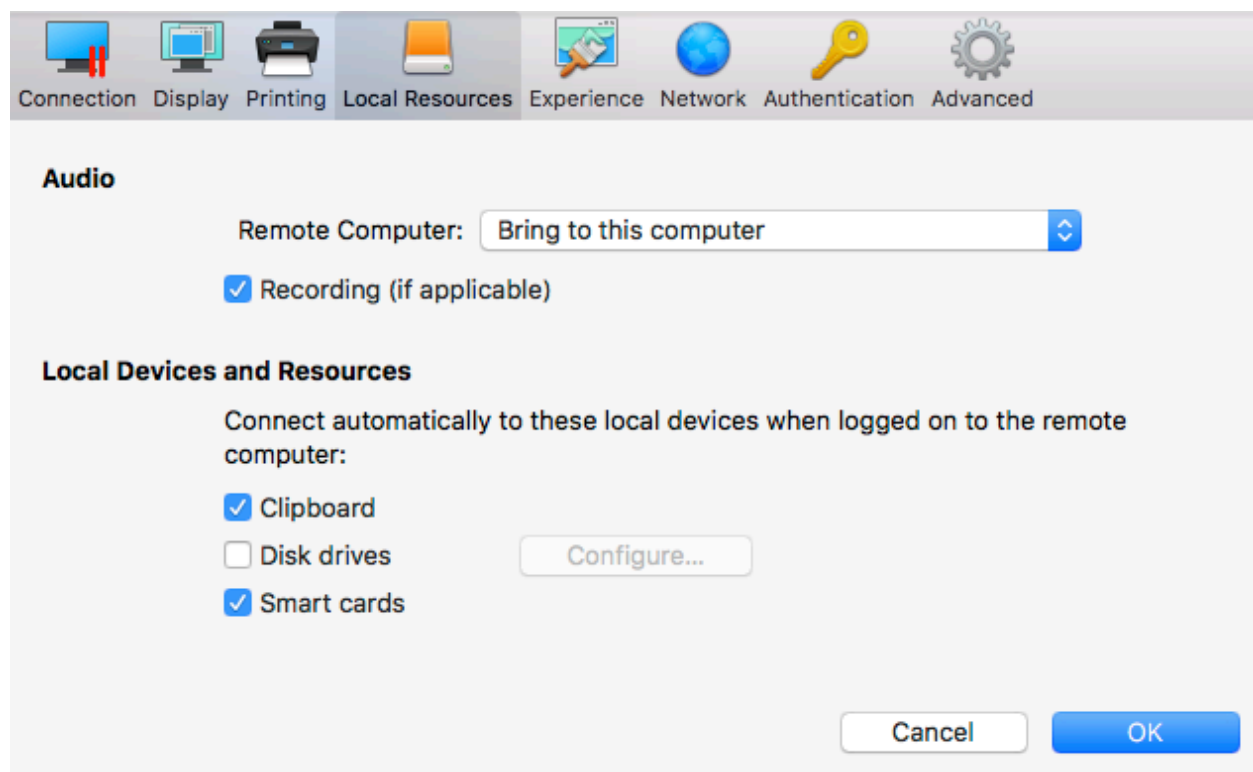 Connection Display Printing Local Resources Experience Network Authentication Advanced
Audio
Remote Computer: Bring to this computer
Recording (if applicable)
Local Devices and Resources
Connect automatically to these local devices when logged on to the remote
computer:
Clipboard
Disk drives Configure...
Smart cards
Cancel OK